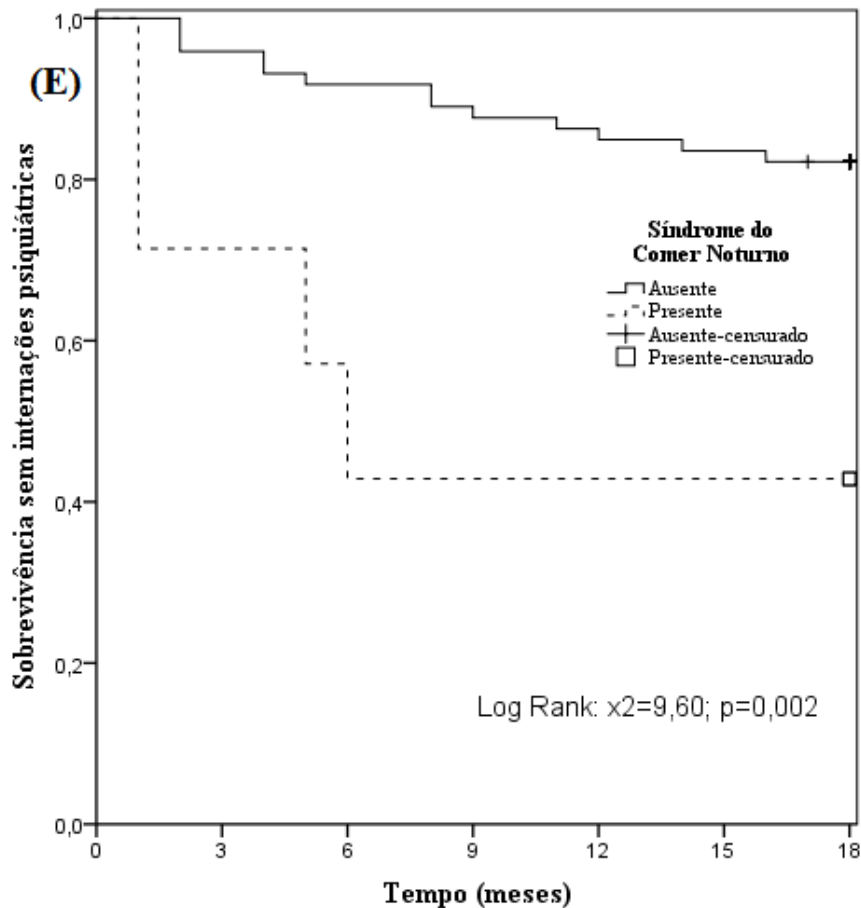 (E)
Sobrevivência sem internações psiquiátricas
1,0
0,8
0,6
0,4
0,2
0,0
Síndrome do
Comer Noturno
Ausente
Presente
Ausente-censurado
Presente-censurado
Log Rank: x2=9,60; p=0,002
0 3 6 9 12 15 18
Tempo (meses)